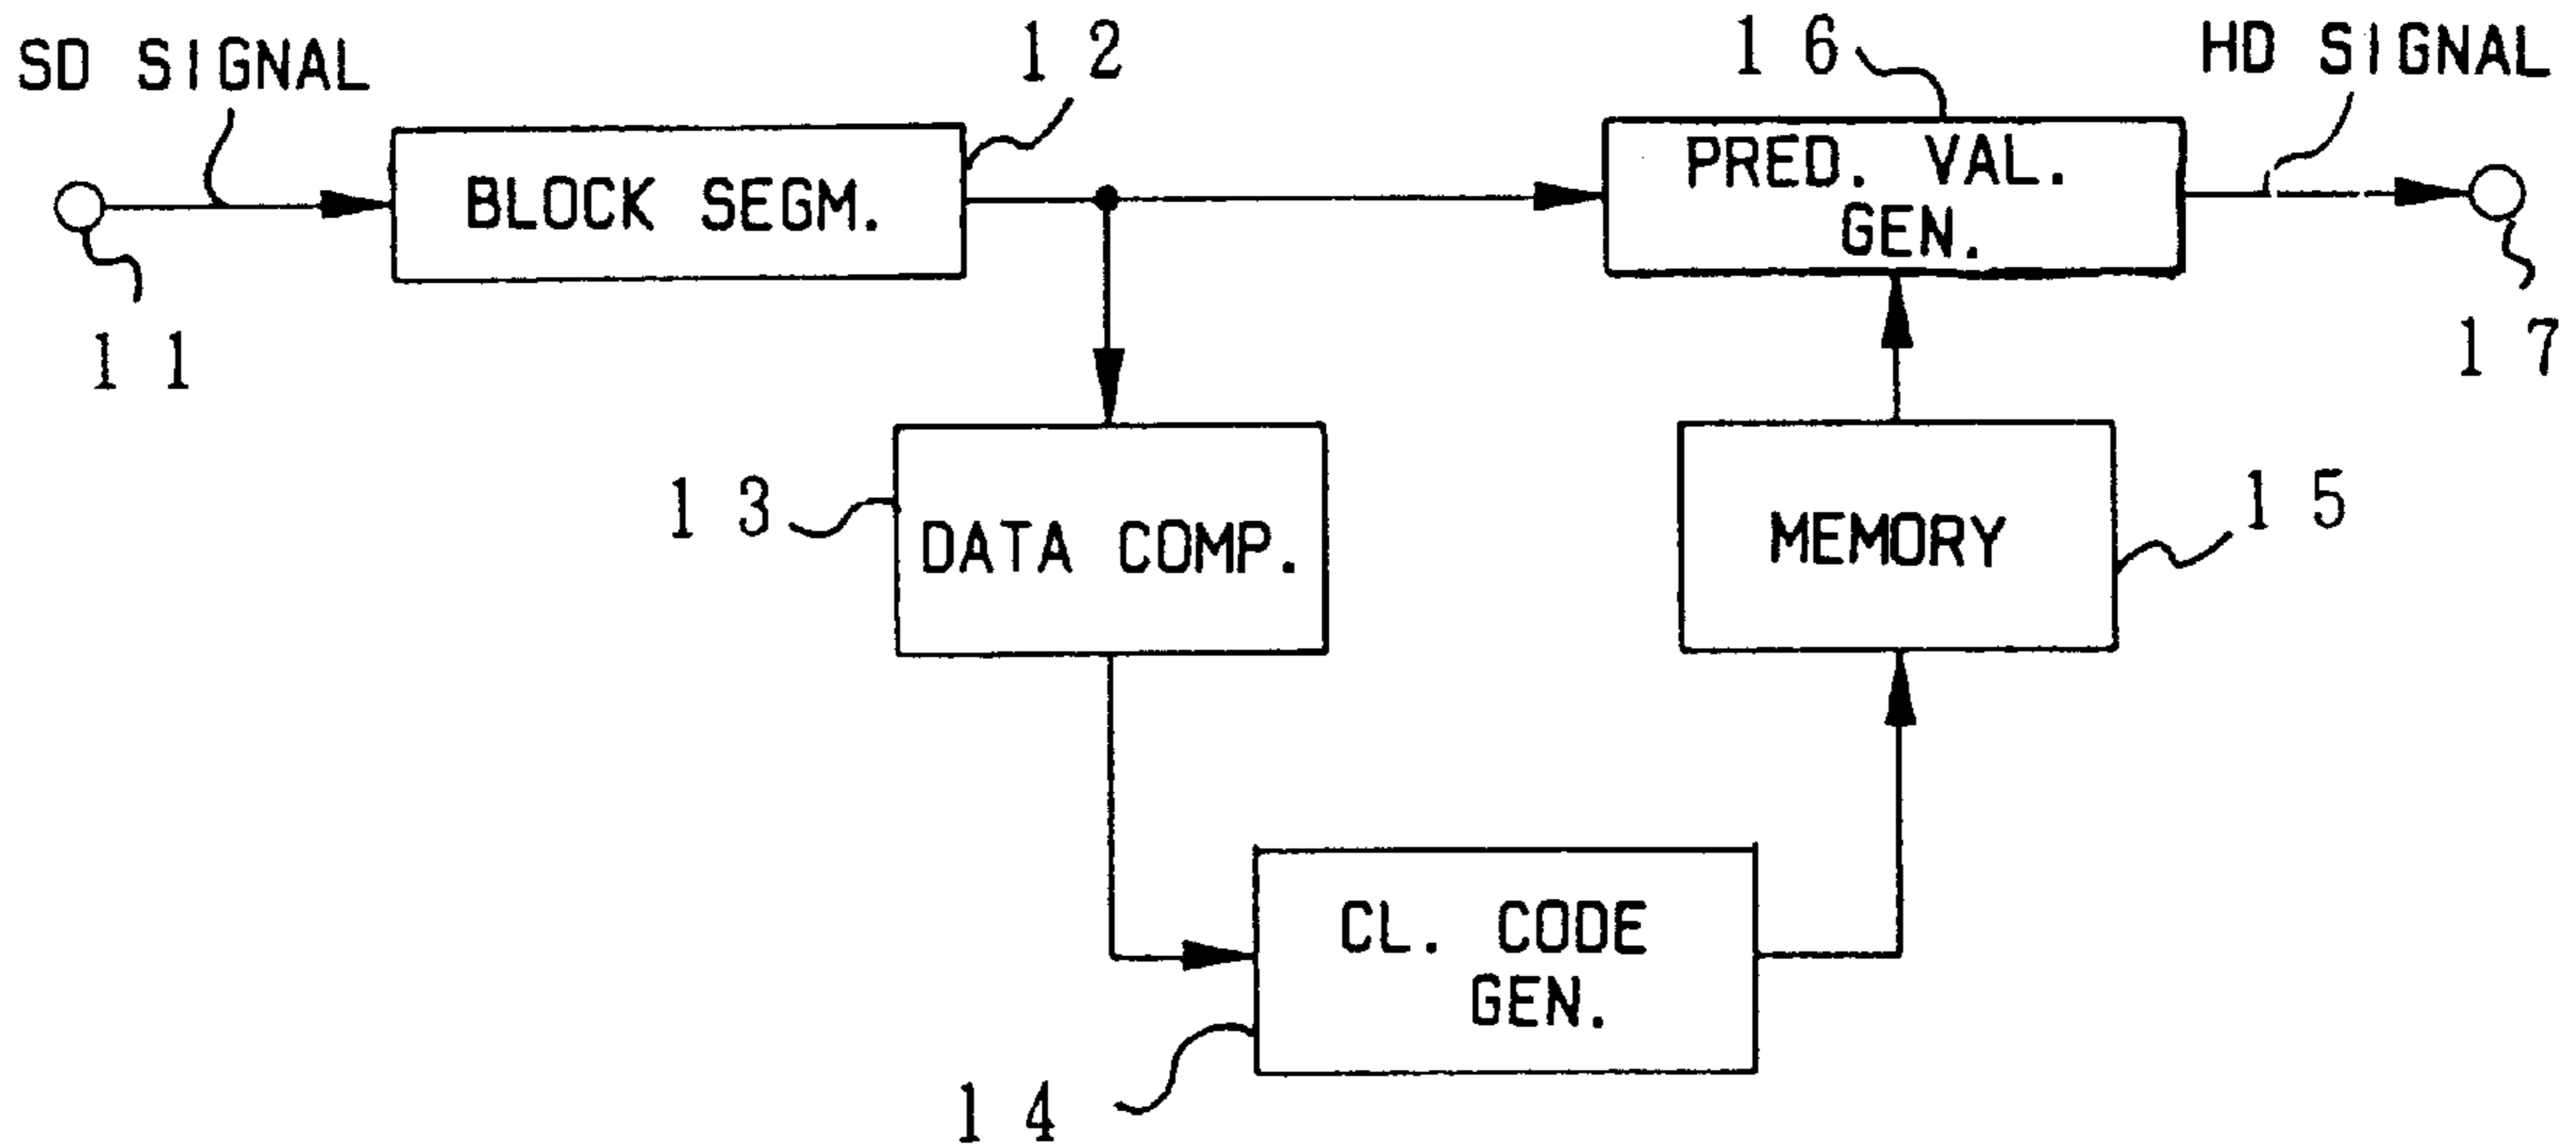 SD SIGNAL
12
16
HD SIGNAL
BLOCK SEGM.
PRED. VAL.
GEN.
11
17
13
DATA COMP.
MEMORY
15
CL. CODE
GEN.
14